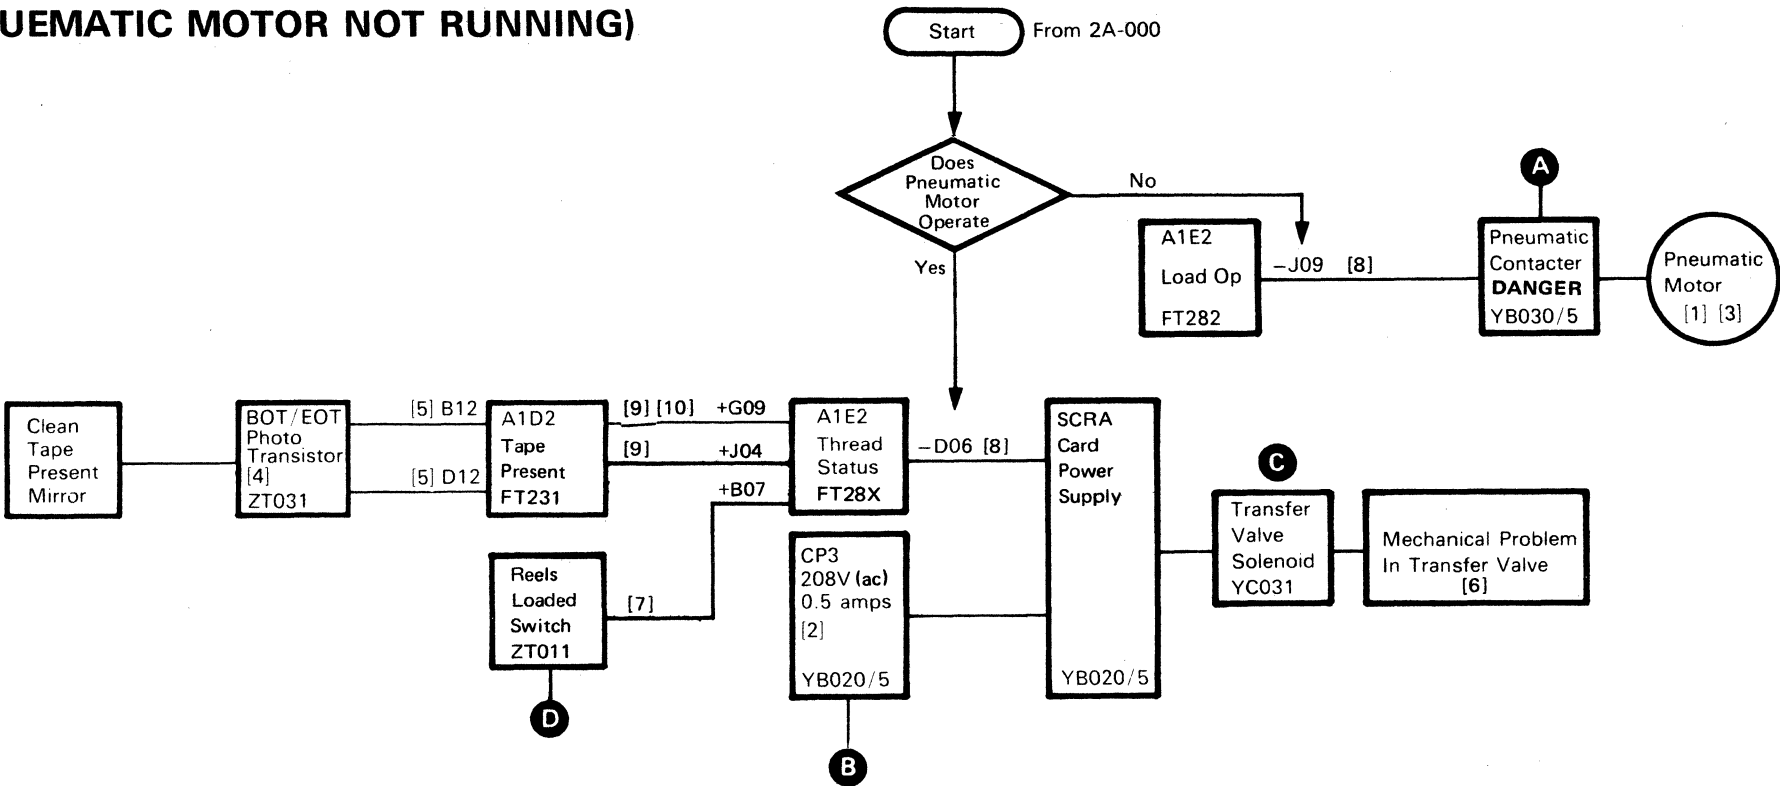 UEMATIC MOTOR NOT RUNNING)
Start
From 2A-000
Does
Pneumatic
Motor
Operate
No
Yes
A
A1E2
Load Op
FT282
−J09 [8]
Pneumatic
Contacter
DANGER
YB030/5
Pneumatic
Motor
[1] [3]
Clean
Tape
Present
Mirror
BOT/EOT
Photo
Transistor
[4]
ZT031
[5] B12
[5] D12
A1D2
Tape
Present
FT231
[9] [10] +G09
[9] +J04
+B07
A1E2
Thread
Status
FT28X
−D06 [8]
SCRA
Card
Power
Supply
YB020/5
Reels
Loaded
Switch
ZT011
[7]
D
CP3
208V (ac)
0.5 amps
[2]
YB020/5
B
C
Transfer
Valve
Solenoid
YC031
Mechanical Problem
In Transfer Valve
[6]